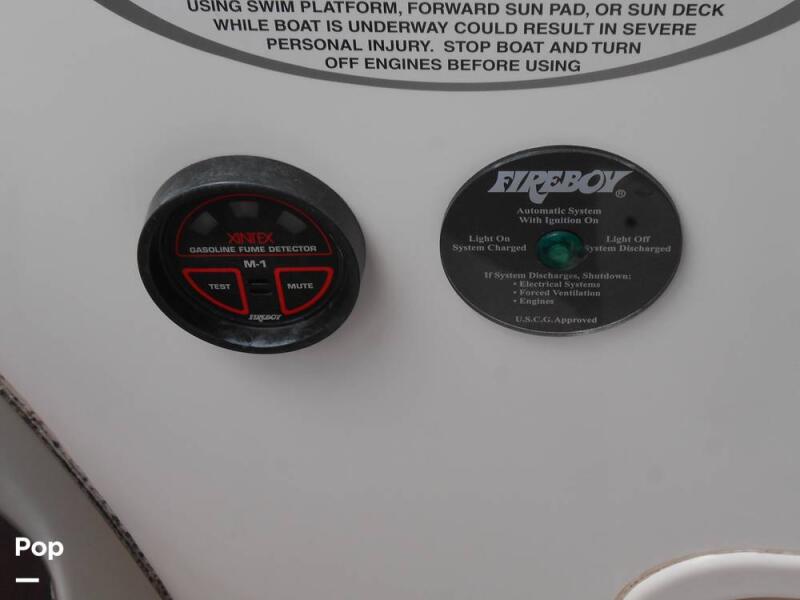 USING SWIM PLATFORM, FORWARD SUN PAD, OR SUN DECK
WHILE BOAT IS UNDERWAY COULD RESULT IN SEVERE
PERSONAL INJURY. STOP BOAT AND TURN
OFF ENGINES BEFORE USING
XINTEX
GASOLINE FUME DETECTOR
M-1
TEST
MUTE
FIREBOY
FIREBOY®
Automatic System
With Ignition On
Light On
System Charged
Light Off
System Discharged
If System Discharges, Shutdown:
• Electrical Systems
• Forced Ventilation
• Engines
U.S.C.G. Approved
Pop